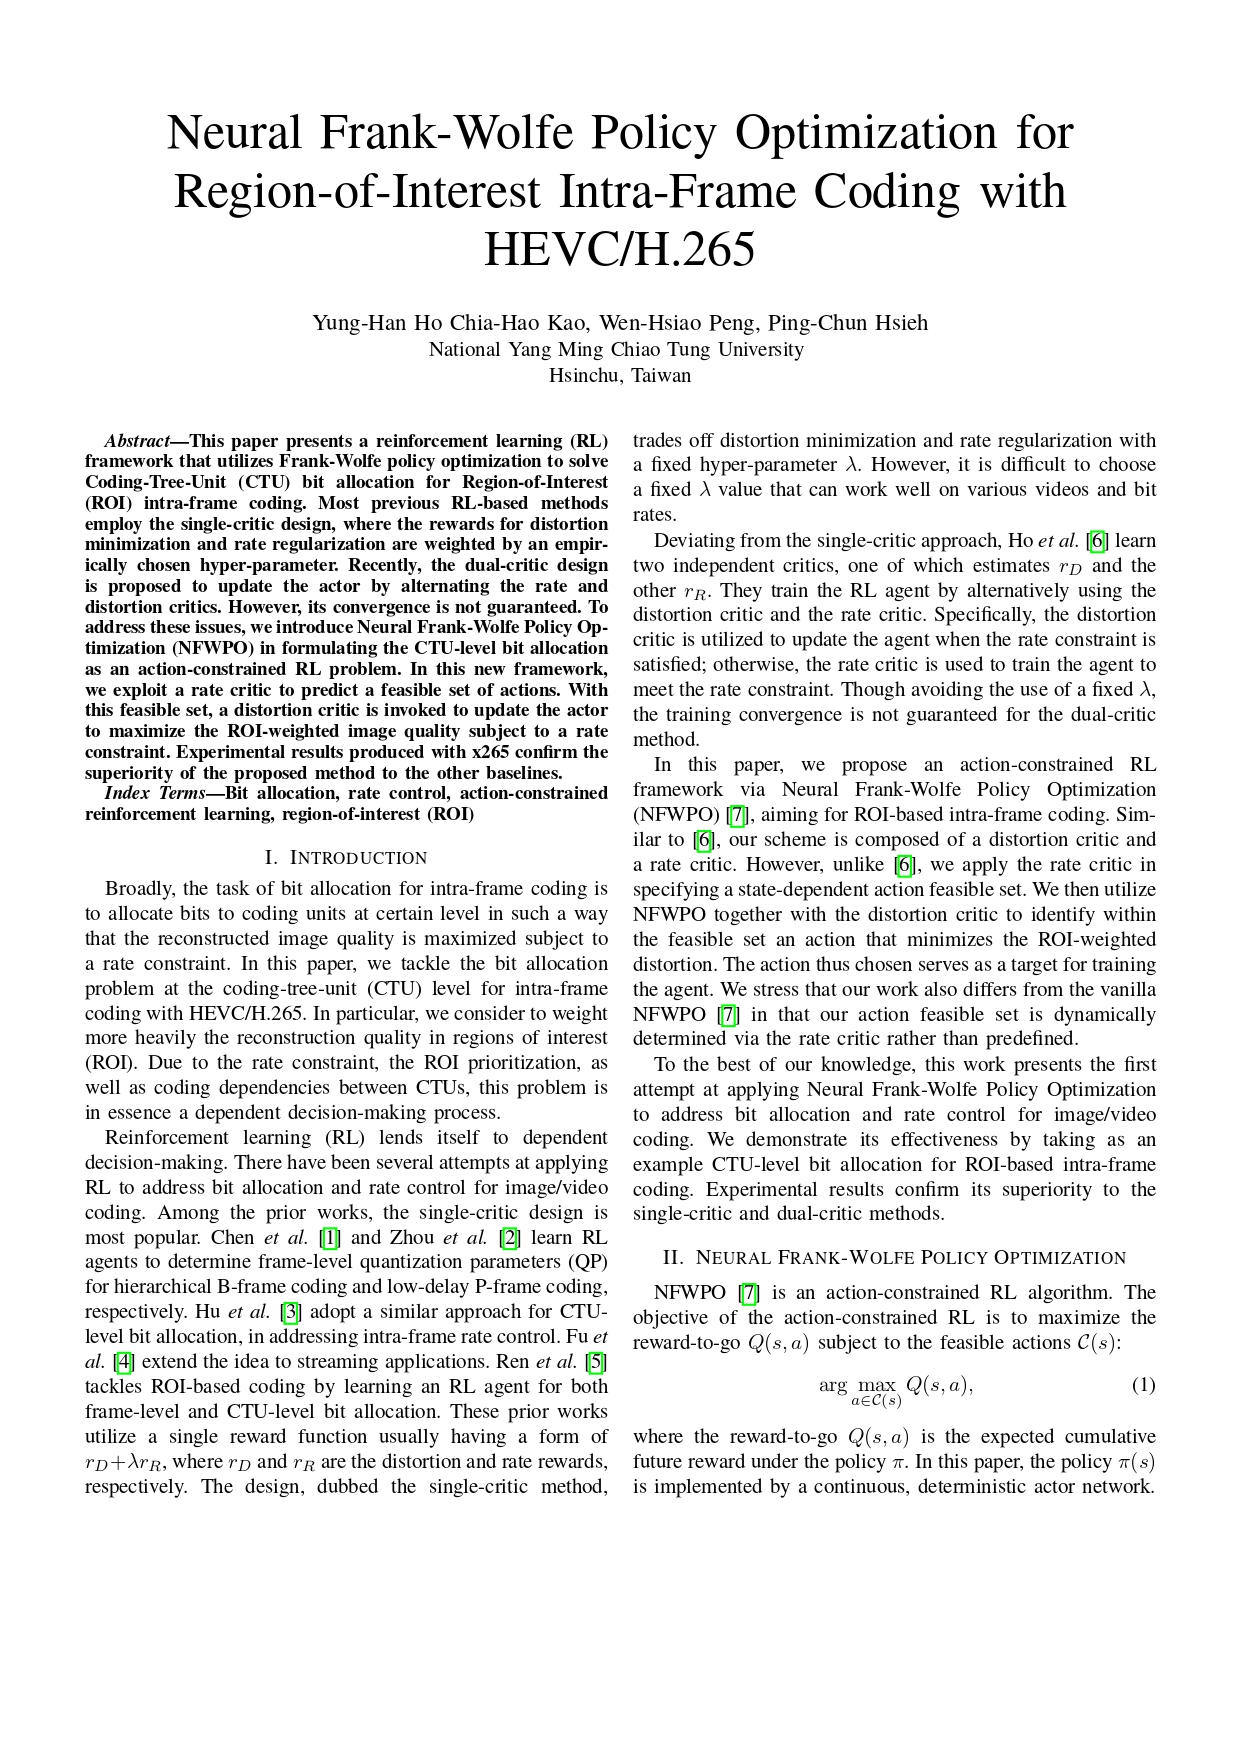 Neural Frank-Wolfe Policy Optimization for
Region-of-Interest Intra-Frame Coding with
HEVC/H.265
Yung-Han Ho Chia-Hao Kao, Wen-Hsiao Peng, Ping-Chun Hsieh
National Yang Ming Chiao Tung University
Hsinchu, Taiwan
Abstract—This paper presents a reinforcement learning (RL)
framework that utilizes Frank-Wolfe policy optimization to solve
Coding-Tree-Unit (CTU) bit allocation for Region-of-Interest
(ROI) intra-frame coding. Most previous RL-based methods
employ the single-critic design, where the rewards for distortion
minimization and rate regularization are weighted by an empir-
ically chosen hyper-parameter. Recently, the dual-critic design
is proposed to update the actor by alternating the rate and
distortion critics. However, its convergence is not guaranteed. To
address these issues, we introduce Neural Frank-Wolfe Policy Op-
timization (NFWPO) in formulating the CTU-level bit allocation
as an action-constrained RL problem. In this new framework,
we exploit a rate critic to predict a feasible set of actions. With
this feasible set, a distortion critic is invoked to update the actor
to maximize the ROI-weighted image quality subject to a rate
constraint. Experimental results produced with x265 confirm the
superiority of the proposed method to the other baselines.
Index Terms—Bit allocation, rate control, action-constrained
reinforcement learning, region-of-interest (ROI)
I. INTRODUCTION
Broadly, the task of bit allocation for intra-frame coding is
to allocate bits to coding units at certain level in such a way
that the reconstructed image quality is maximized subject to
a rate constraint. In this paper, we tackle the bit allocation
problem at the coding-tree-unit (CTU) level for intra-frame
coding with HEVC/H.265. In particular, we consider to weight
more heavily the reconstruction quality in regions of interest
(ROI). Due to the rate constraint, the ROI prioritization, as
well as coding dependencies between CTUs, this problem is
in essence a dependent decision-making process.
Reinforcement learning (RL) lends itself to dependent
decision-making. There have been several attempts at applying
RL to address bit allocation and rate control for image/video
coding. Among the prior works, the single-critic design is
most popular. Chen et al. [1] and Zhou et al. [2] learn RL
agents to determine frame-level quantization parameters (QP)
for hierarchical B-frame coding and low-delay P-frame coding,
respectively. Hu et al. [3] adopt a similar approach for CTU-
level bit allocation, in addressing intra-frame rate control. Fu et
al. [4] extend the idea to streaming applications. Ren et al. [5]
tackles ROI-based coding by learning an RL agent for both
frame-level and CTU-level bit allocation. These prior works
utilize a single reward function usually having a form of
r_D+λr_R, where r_D and r_R are the distortion and rate rewards,
respectively. The design, dubbed the single-critic method,
trades off distortion minimization and rate regularization with
a fixed hyper-parameter λ. However, it is difficult to choose
a fixed λ value that can work well on various videos and bit
rates.
Deviating from the single-critic approach, Ho et al. [6] learn
two independent critics, one of which estimates r_D and the
other r_R. They train the RL agent by alternatively using the
distortion critic and the rate critic. Specifically, the distortion
critic is utilized to update the agent when the rate constraint is
satisfied; otherwise, the rate critic is used to train the agent to
meet the rate constraint. Though avoiding the use of a fixed λ,
the training convergence is not guaranteed for the dual-critic
method.
In this paper, we propose an action-constrained RL
framework via Neural Frank-Wolfe Policy Optimization
(NFWPO) [7], aiming for ROI-based intra-frame coding. Sim-
ilar to [6], our scheme is composed of a distortion critic and
a rate critic. However, unlike [6], we apply the rate critic in
specifying a state-dependent action feasible set. We then utilize
NFWPO together with the distortion critic to identify within
the feasible set an action that minimizes the ROI-weighted
distortion. The action thus chosen serves as a target for training
the agent. We stress that our work also differs from the vanilla
NFWPO [7] in that our action feasible set is dynamically
determined via the rate critic rather than predefined.
To the best of our knowledge, this work presents the first
attempt at applying Neural Frank-Wolfe Policy Optimization
to address bit allocation and rate control for image/video
coding. We demonstrate its effectiveness by taking as an
example CTU-level bit allocation for ROI-based intra-frame
coding. Experimental results confirm its superiority to the
single-critic and dual-critic methods.
II. NEURAL FRANK-WOLFE POLICY OPTIMIZATION
NFWPO [7] is an action-constrained RL algorithm. The
objective of the action-constrained RL is to maximize the
reward-to-go Q(s, a) subject to the feasible actions C(s):
arg max_{a∈C(s)} Q(s, a), (1)
where the reward-to-go Q(s, a) is the expected cumulative
future reward under the policy π. In this paper, the policy π(s)
is implemented by a continuous, deterministic actor network.